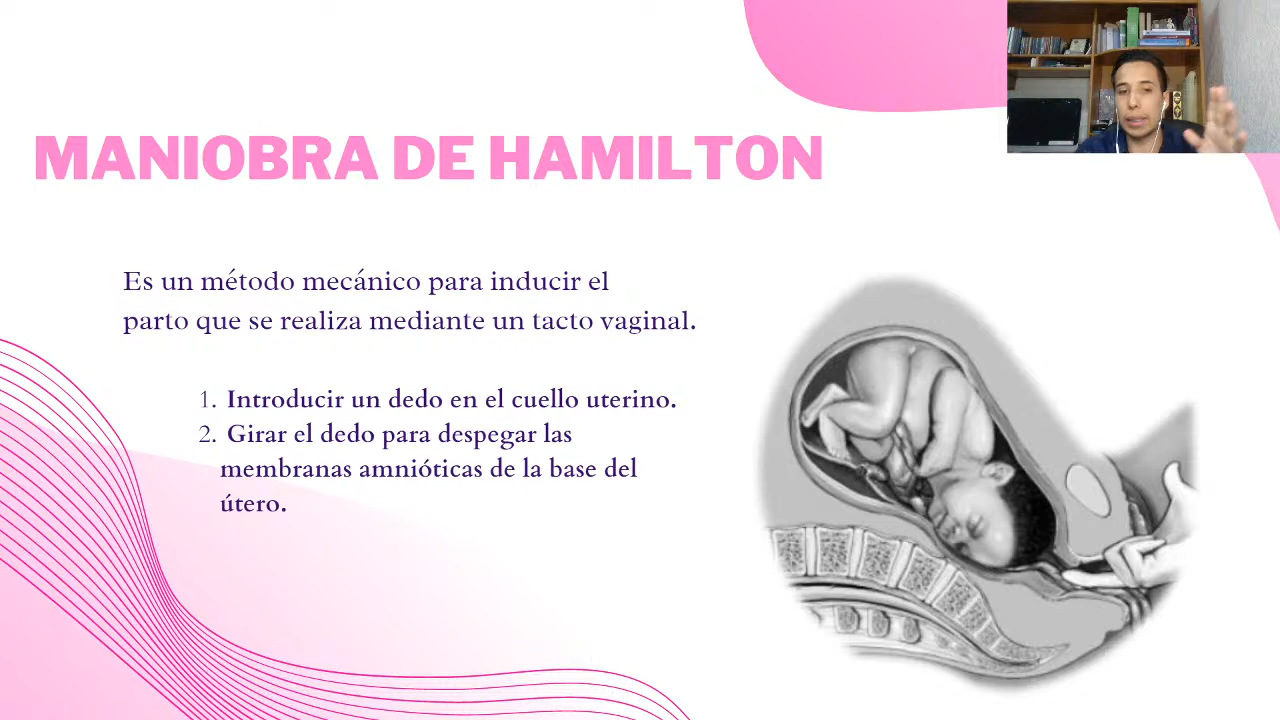 MANIOBRA DE HAMILTON
Es un método mecánico para inducir el
parto que se realiza mediante un tacto vaginal.
1. Introducir un dedo en el cuello uterino.
2. Girar el dedo para despegar las
membranas amnióticas de la base del
útero.